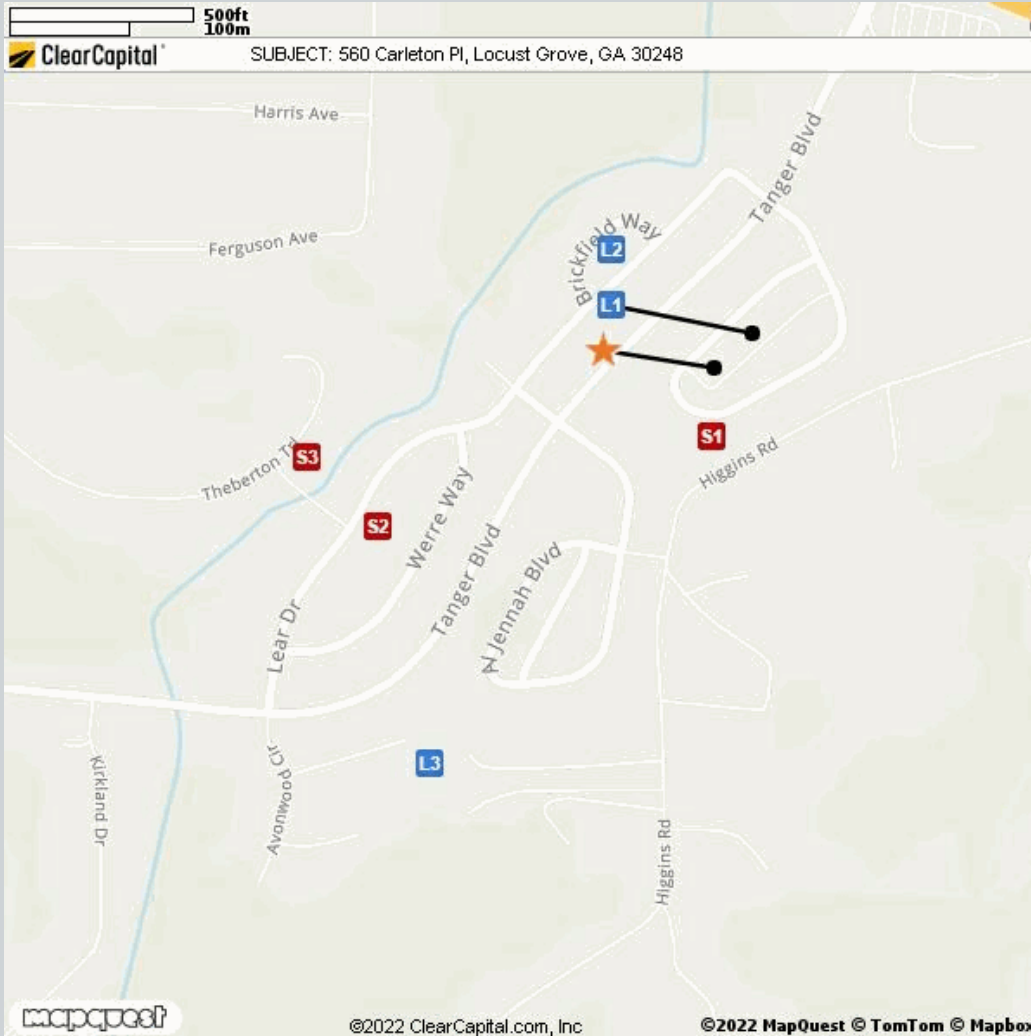 500ft
100m
ClearCapital
SUBJECT: 560 Carleton Pl, Locust Grove, GA 30248
Harris Ave
Tanger Blvd
Ferguson Ave
Brickfield Way
L2
L1
S1
Higgins Rd
Theberton Trl
S3
S2
Werre Way
Tanger Blvd
N Jennah Blvd
Lear Dr
L3
Kirkland Dr
Avonwood Cir
Higgins Rd
mapquest
©2022 ClearCapital.com, Inc
©2022 MapQuest © TomTom © Mapbox